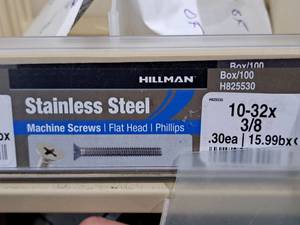 Box/100
HILLMAN
Box/100
H825530
Stainless Steel
Machine Screws | Flat Head | Phillips
H825530
10-32x
3/8
.30ea | 15.99bx